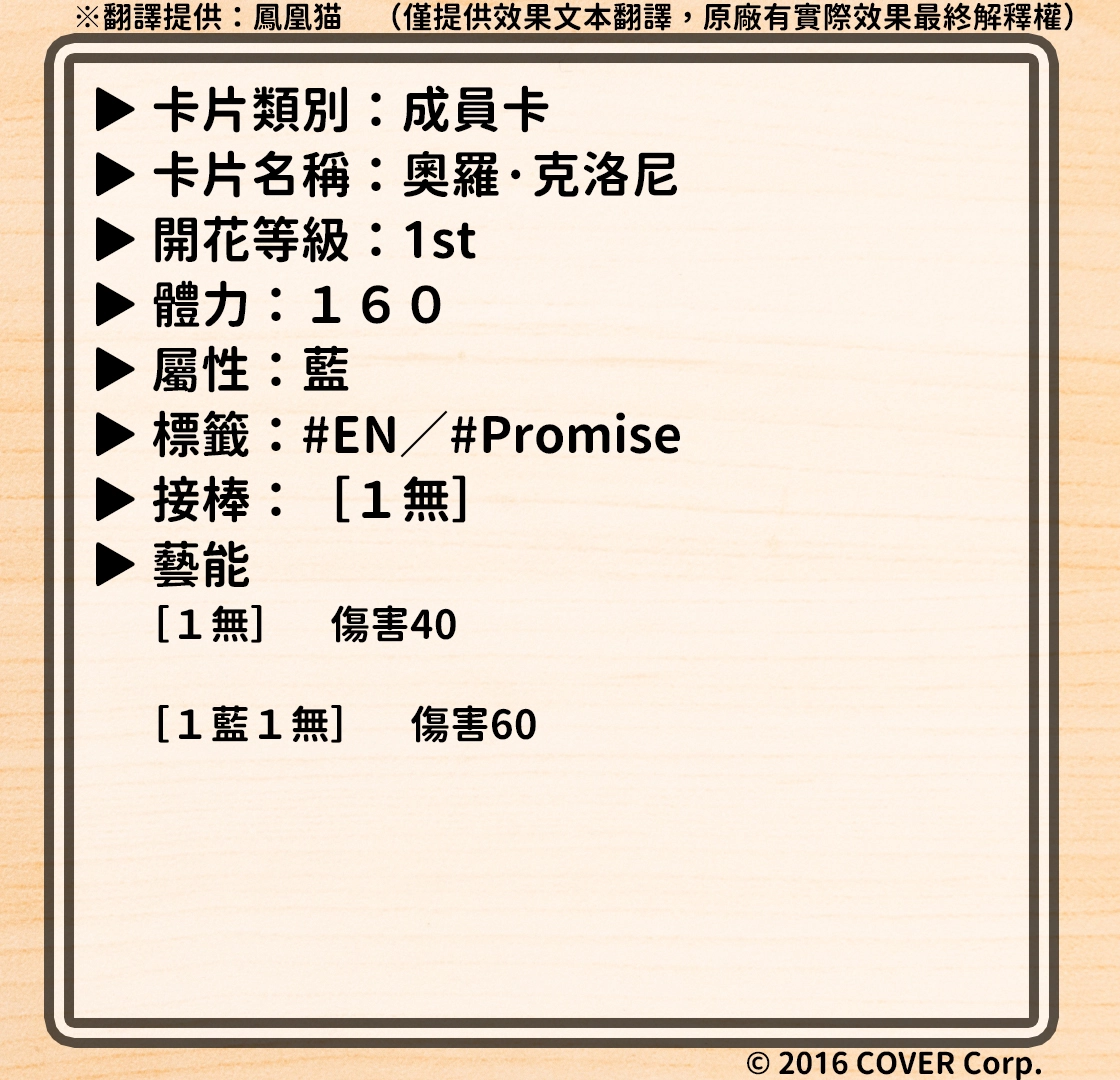 ※翻譯提供：鳳凰猫　（僅提供效果文本翻譯，原廠有實際效果最終解釋權）
▶ 卡片類別：成員卡
▶ 卡片名稱：奧羅·克洛尼
▶ 開花等級：1st
▶ 體力：１６０
▶ 屬性：藍
▶ 標籤：#EN／#Promise
▶ 接棒：［１無］
▶ 藝能
［１無］　傷害40
［１藍１無］　傷害60
© 2016 COVER Corp.